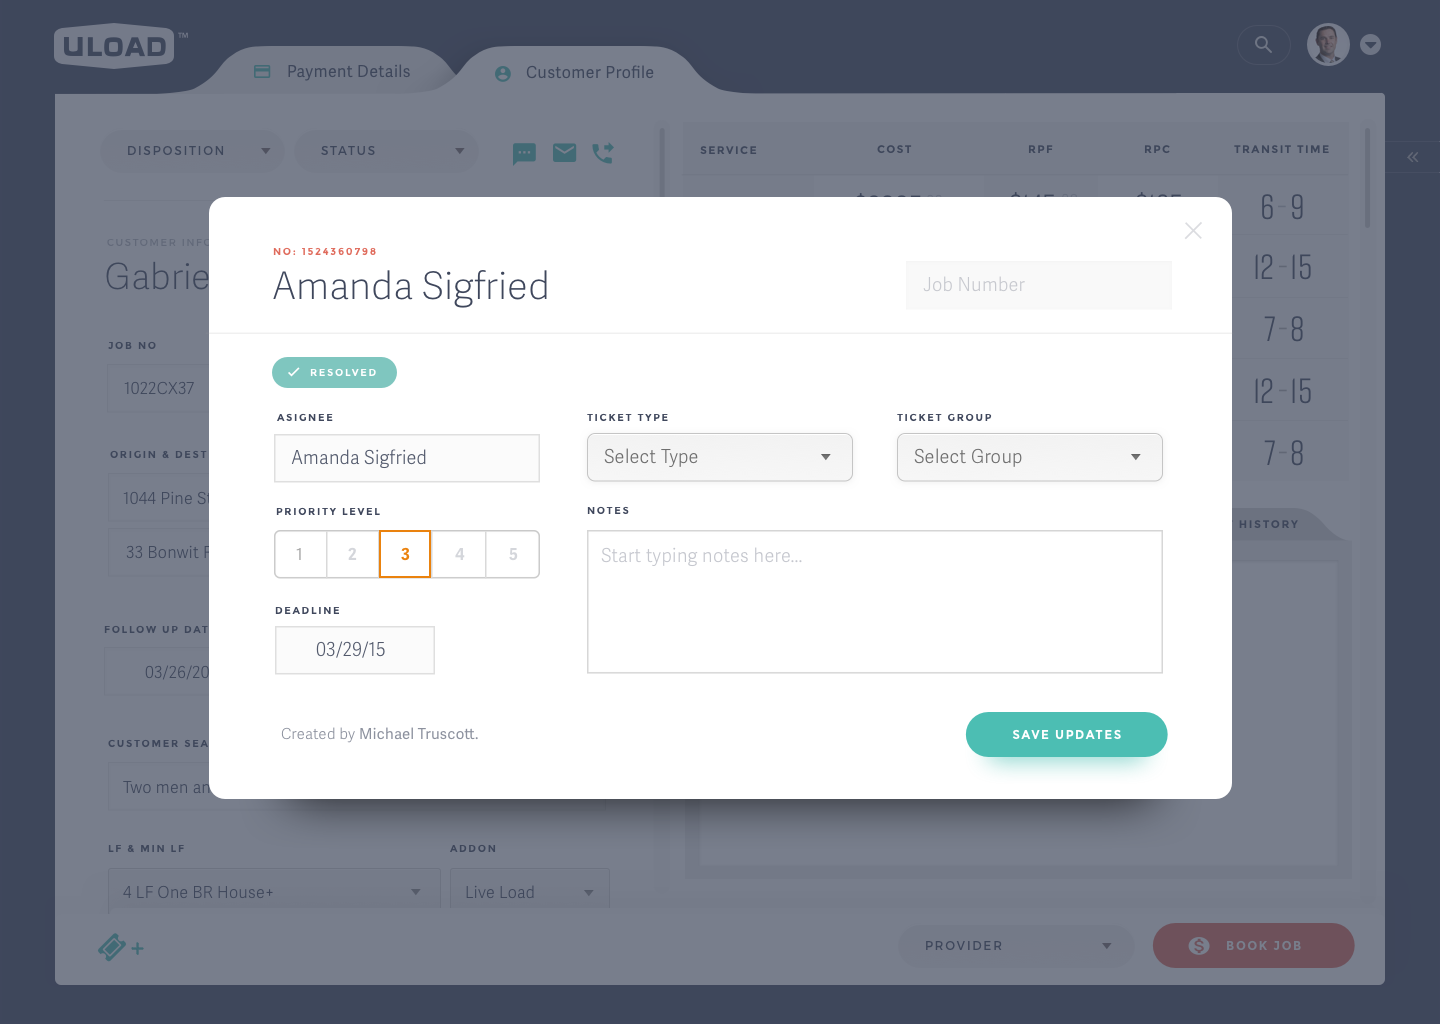 ULOAD™
Payment Details
Customer Profile
DISPOSITION
STATUS
SERVICE
COST
RPF
RPC
TRANSIT TIME
«
6-9
12-15
7-8
12-15
7-8
CUSTOMER INFO
Gabrie
JOB NO
1022CX37
ORIGIN & DEST
1044 Pine St
33 Bonwit
FOLLOW UP DAT
03/26/20
CUSTOMER SEA
Two men an
LF & MIN LF
4 LF One BR House+
ADDON
Live Load
HISTORY
NO: 1524360798
Amanda Sigfried
Job Number
RESOLVED
ASIGNEE
Amanda Sigfried
TICKET TYPE
Select Type
TICKET GROUP
Select Group
PRIORITY LEVEL
1 2 3 4 5
NOTES
Start typing notes here...
DEADLINE
03/29/15
Created by Michael Truscott.
SAVE UPDATES
+
PROVIDER
$ BOOK JOB